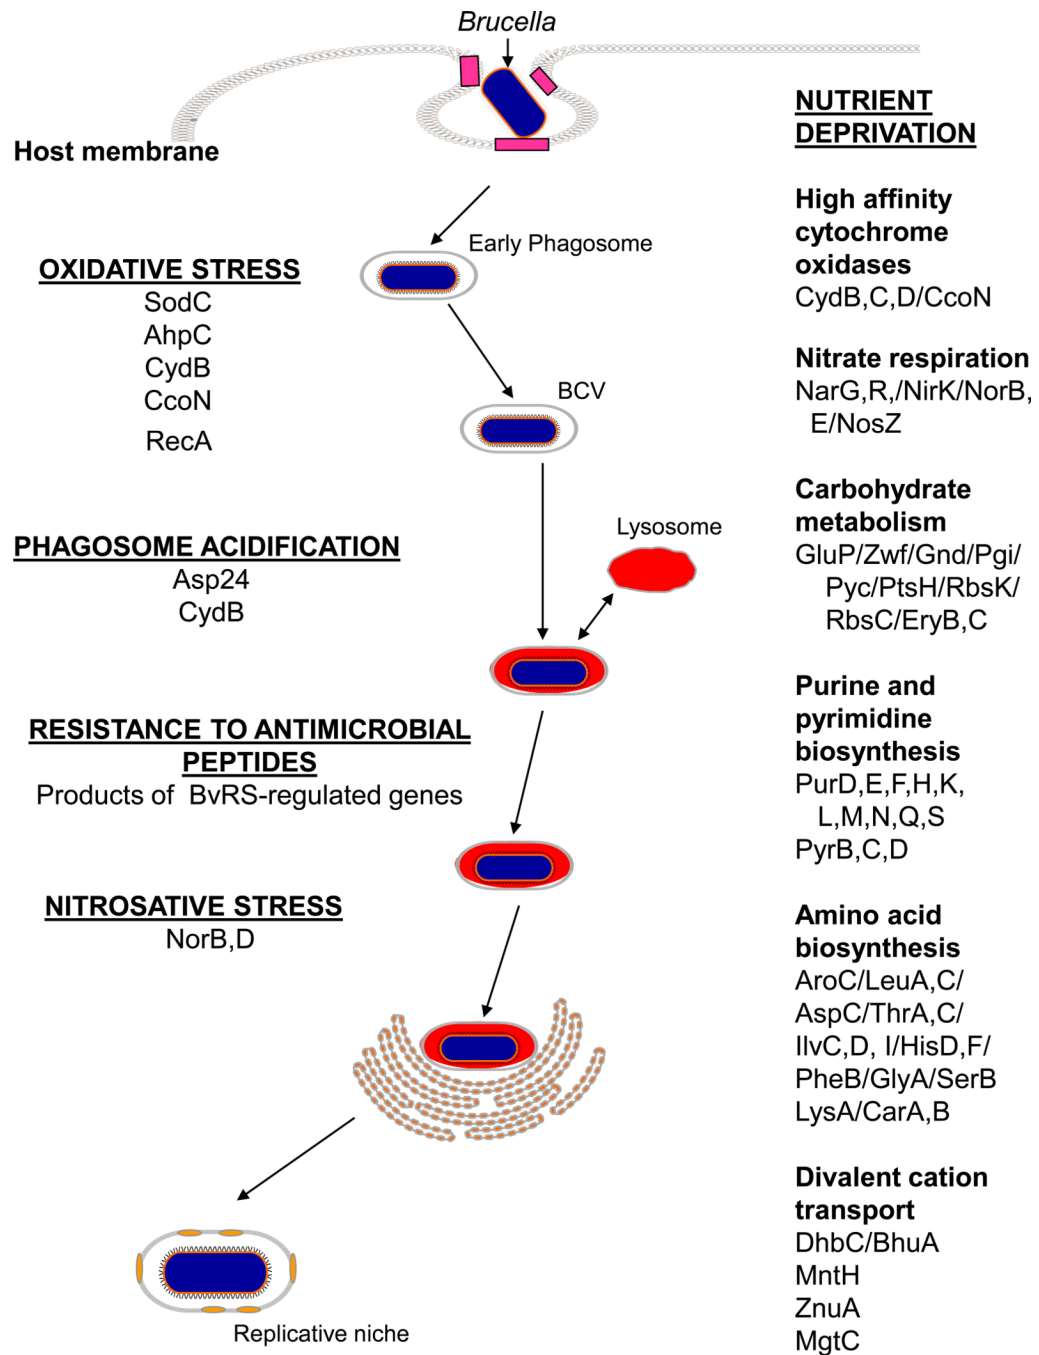 Brucella
Host membrane
Early Phagosome
OXIDATIVE STRESS
SodC
AhpC
CydB
CcoN
RecA
BCV
Lysosome
PHAGOSOME ACIDIFICATION
Asp24
CydB
RESISTANCE TO ANTIMICROBIAL
PEPTIDES
Products of BvRS-regulated genes
NITROSATIVE STRESS
NorB,D
Replicative niche
NUTRIENT
DEPRIVATION
High affinity
cytochrome
oxidases
CydB,C,D/CcoN
Nitrate respiration
NarG,R,/NirK/NorB,
E/NosZ
Carbohydrate
metabolism
GluP/Zwf/Gnd/Pgi/
Pyc/PtsH/RbsK/
RbsC/EryB,C
Purine and
pyrimidine
biosynthesis
PurD,E,F,H,K,
L,M,N,Q,S
PyrB,C,D
Amino acid
biosynthesis
AroC/LeuA,C/
AspC/ThrA,C/
IlvC,D, I/HisD,F/
PheB/GlyA/SerB
LysA/CarA,B
Divalent cation
transport
DhbC/BhuA
MntH
ZnuA
MgtC